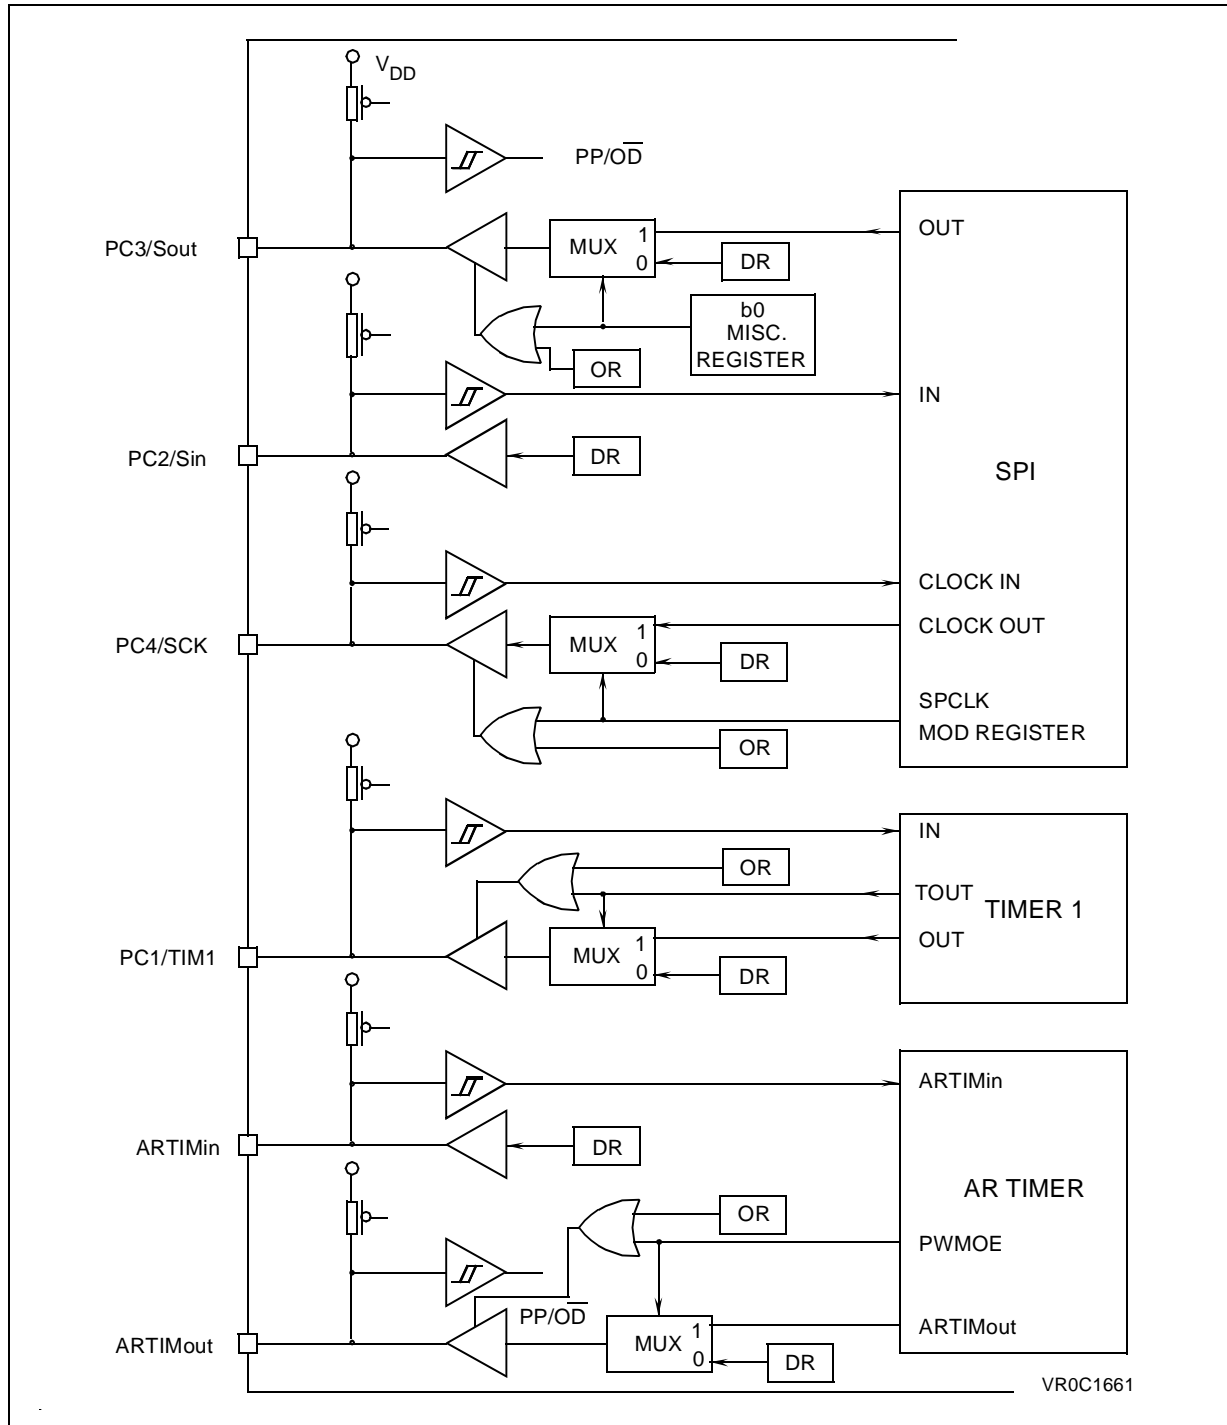 VDD
PP/OD
PC3/Sout
MUX
1
0
OUT
DR
b0
MISC.
REGISTER
OR
IN
PC2/Sin
DR
SPI
CLOCK IN
CLOCK OUT
PC4/SCK
MUX
1
0
DR
SPCLK
MOD REGISTER
OR
IN
OR
TOUT
TIMER 1
OUT
PC1/TIM1
MUX
1
0
DR
ARTIMin
ARTIMin
DR
AR TIMER
OR
PWMOE
PP/OD
ARTIMout
MUX
1
0
ARTIMout
DR
VR0C1661